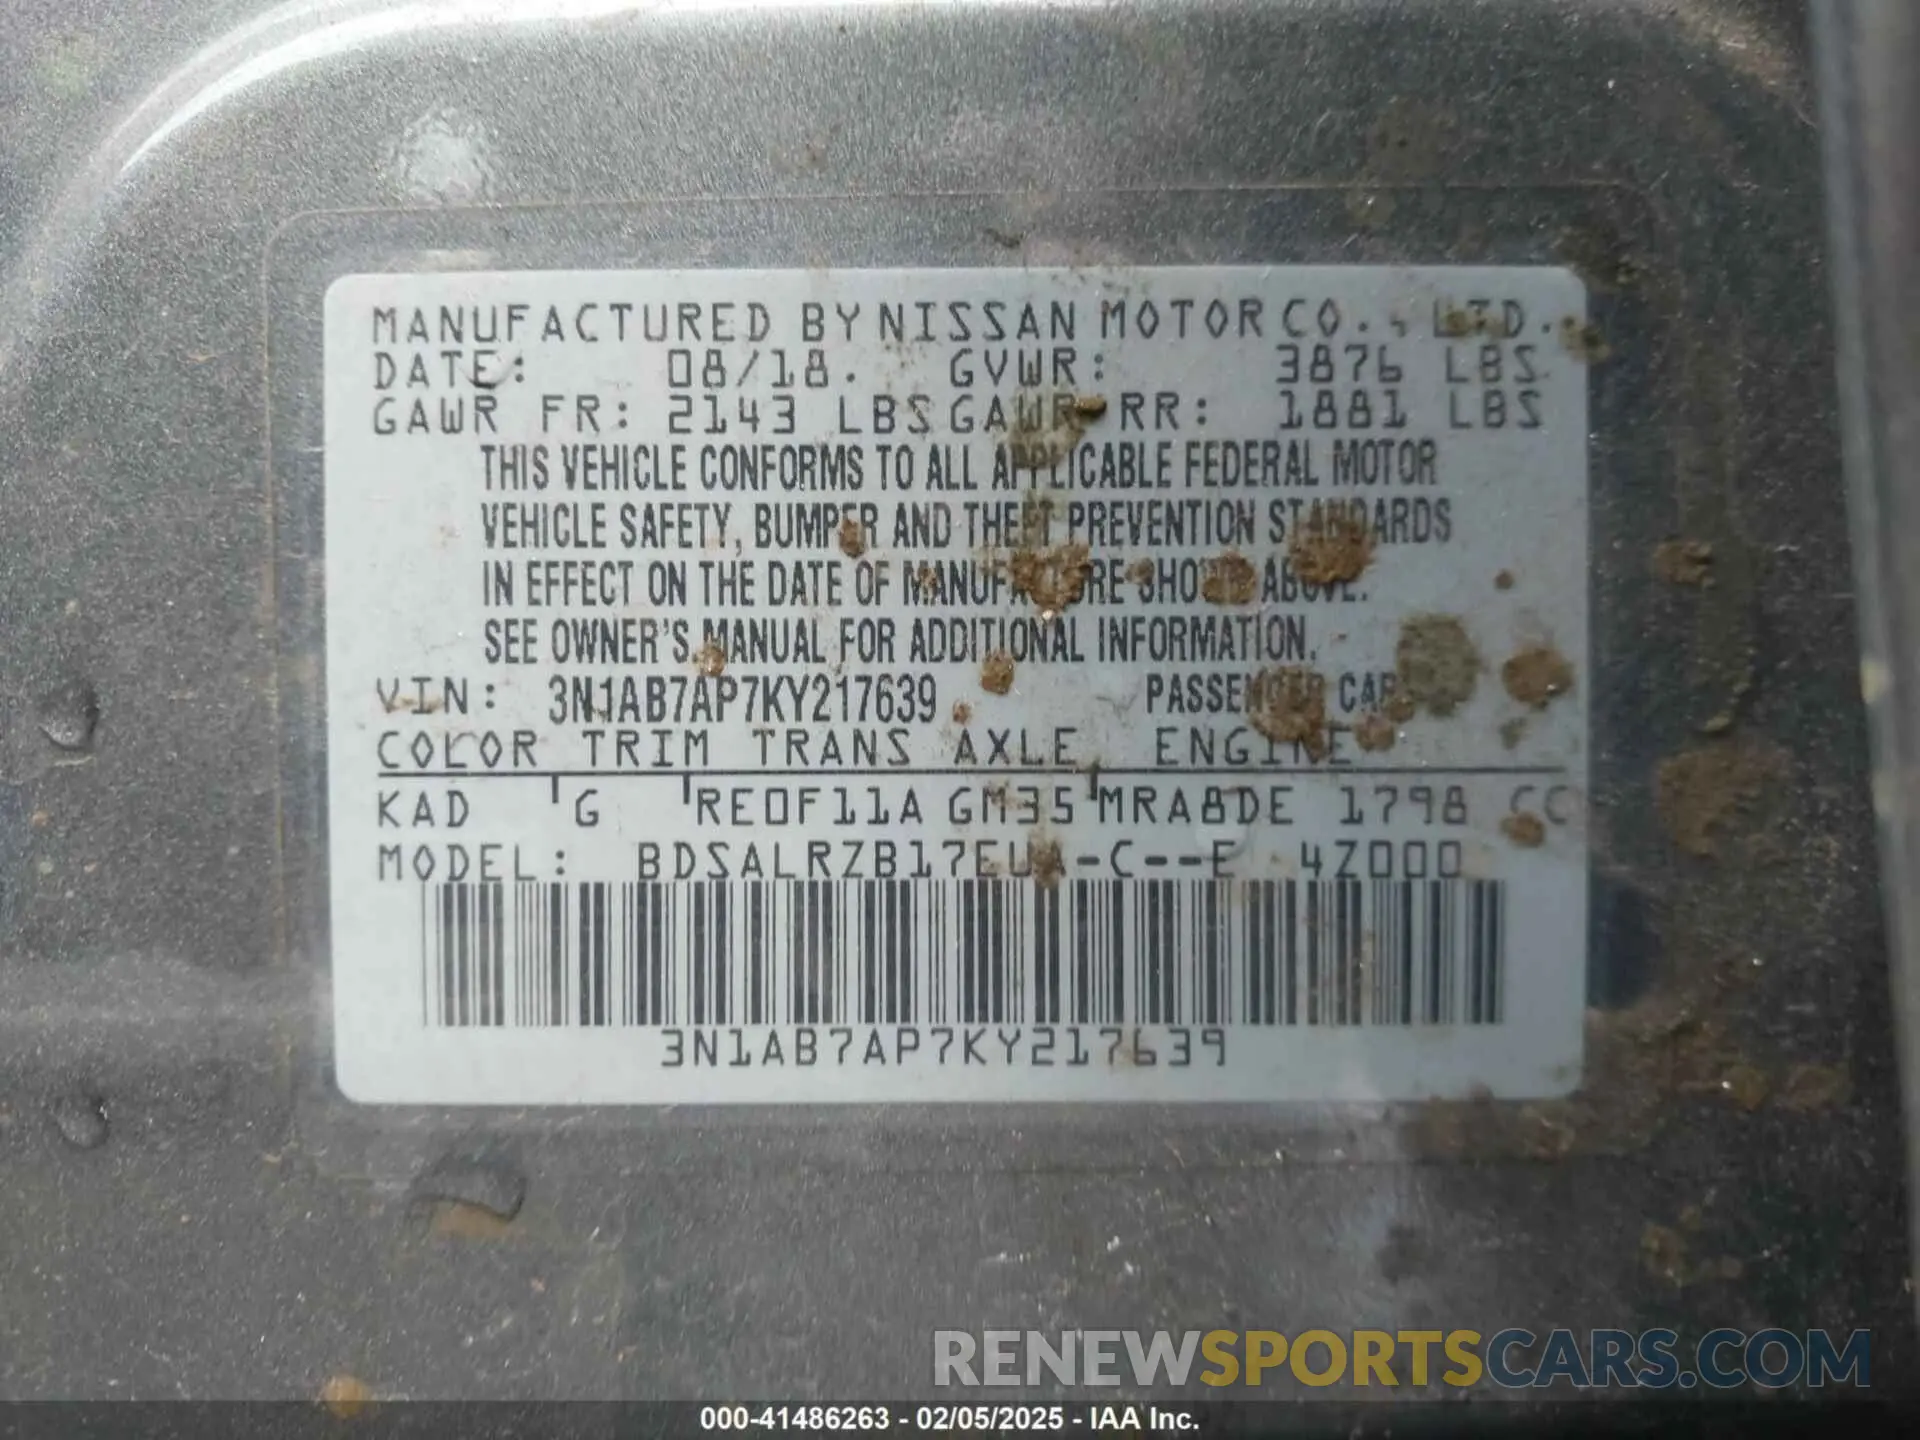 MANUFACTURED BY NISSAN MOTOR CO., LTD.
DATE: 08/18. GVWR: 3876 LBS
GAWR FR: 2143 LBS GAWR RR: 1881 LBS
THIS VEHICLE CONFORMS TO ALL APPLICABLE FEDERAL MOTOR
VEHICLE SAFETY, BUMPER AND THEFT PREVENTION STANDARDS
IN EFFECT ON THE DATE OF MANUFACTURE SHOWN ABOVE.
SEE OWNER'S MANUAL FOR ADDITIONAL INFORMATION.
VIN: 3N1AB7AP7KY217639 PASSENGER CAR
COLOR TRIM TRANS AXLE ENGINE
KAD G RE0F11A GM35 MRA8DE 1798 CC
MODEL: BDSALRZB17EUA-C--E 4Z000
3N1AB7AP7KY217639
RENEWSPORTSCARS.COM
000-41486263 - 02/05/2025 - IAA Inc.